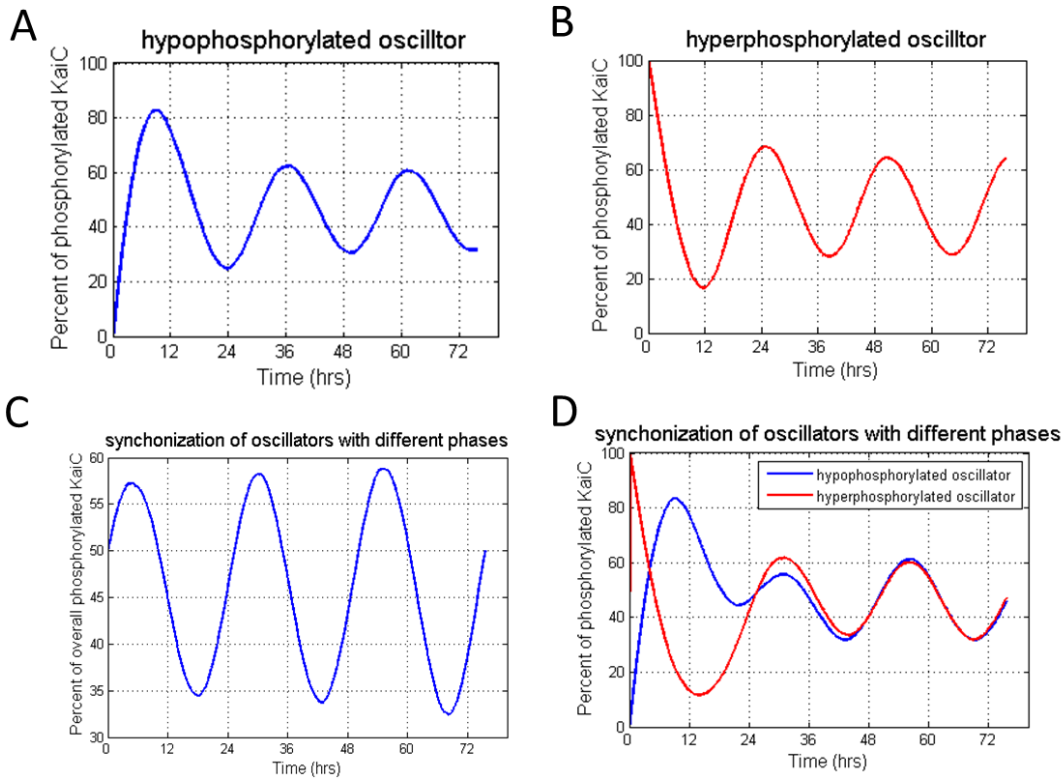 A
hypophosphorylated oscilltor
Percent of phosphorylated KaiC
100
80
60
40
20
0
0 12 24 36 48 60 72
Time (hrs)
B
hyperphosphorylated oscilltor
Percent of phosphorylated KaiC
100
80
60
40
20
0
0 12 24 36 48 60 72
Time (hrs)
C
synchonization of oscillators with different phases
Percent of overall phosphorylated KaiC
60
55
50
45
40
35
30
12 24 36 48 60 72
Time (hrs)
D
synchonization of oscillators with different phases
Percent of phosphorylated KaiC
100
80
60
40
20
0
0 12 24 36 48 60 72
Time (hrs)
hypophosphorylated oscillator
hyperphosphorylated oscillator